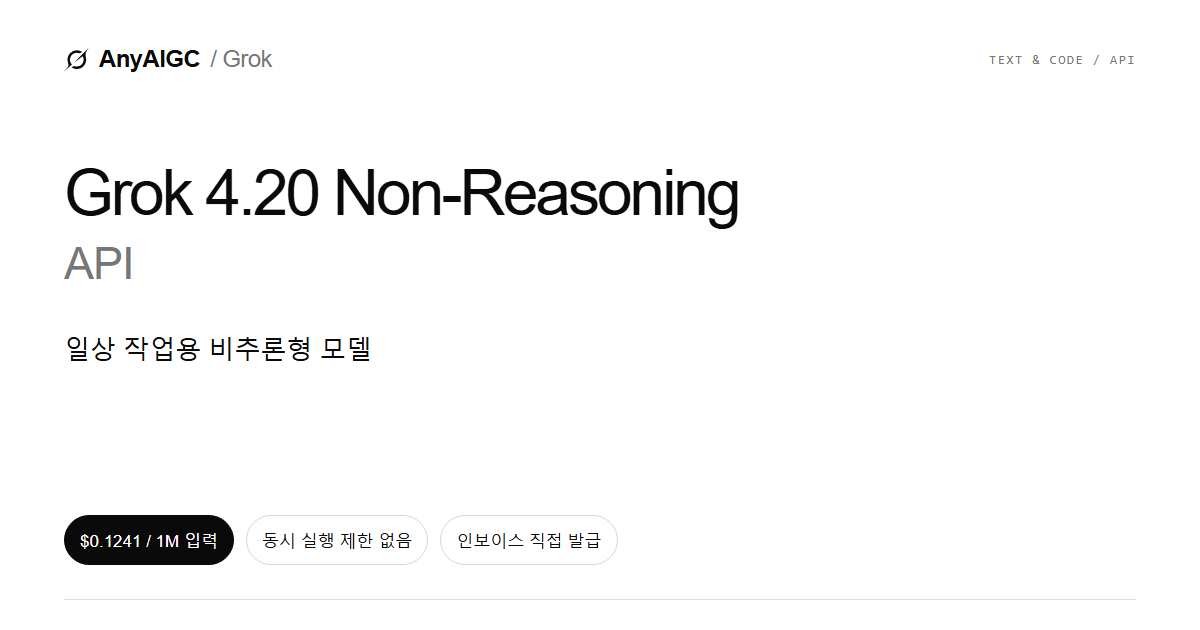 AnyAIGC / Grok
TEXT & CODE / API
Grok 4.20 Non-Reasoning
API
일상 작업용 비추론형 모델
$0.1241 / 1M 입력
동시 실행 제한 없음
인보이스 직접 발급